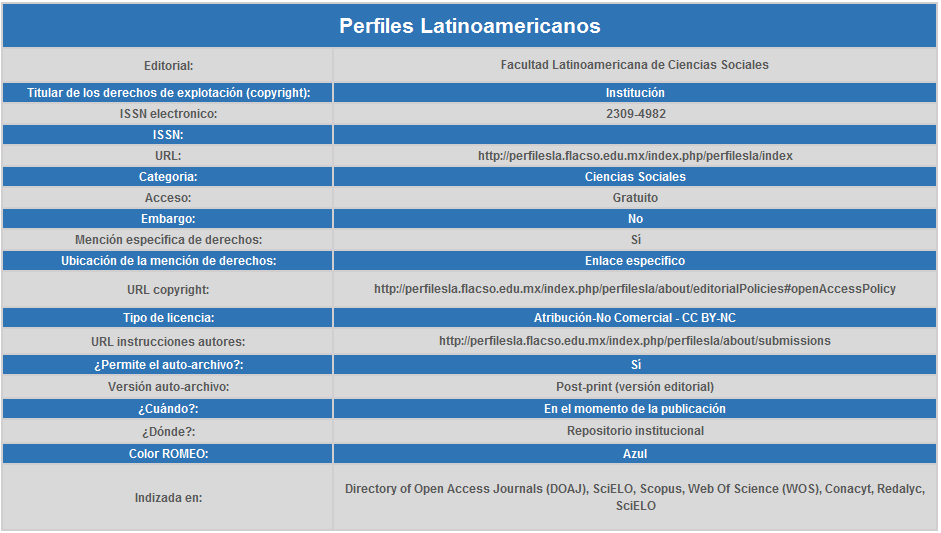 Perfiles Latinoamericanos
Editorial: Facultad Latinoamericana de Ciencias Sociales
Titular de los derechos de explotación (copyright): Institución
ISSN electronico: 2309-4982
ISSN:
URL: http://perfilesla.flacso.edu.mx/index.php/perfilesla/index
Categoria: Ciencias Sociales
Acceso: Gratuito
Embargo: No
Mención específica de derechos: Sí
Ubicación de la mención de derechos: Enlace específico
URL copyright: http://perfilesla.flacso.edu.mx/index.php/perfilesla/about/editorialPolicies#openAccessPolicy
Tipo de licencia: Atribución-No Comercial - CC BY-NC
URL instrucciones autores: http://perfilesla.flacso.edu.mx/index.php/perfilesla/about/submissions
¿Permite el auto-archivo?: Sí
Versión auto-archivo: Post-print (versión editorial)
¿Cuándo?: En el momento de la publicación
¿Dónde?: Repositorio institucional
Color ROMEO: Azul
Indizada en: Directory of Open Access Journals (DOAJ), SciELO, Scopus, Web Of Science (WOS), Conacyt, Redalyc,
SciELO